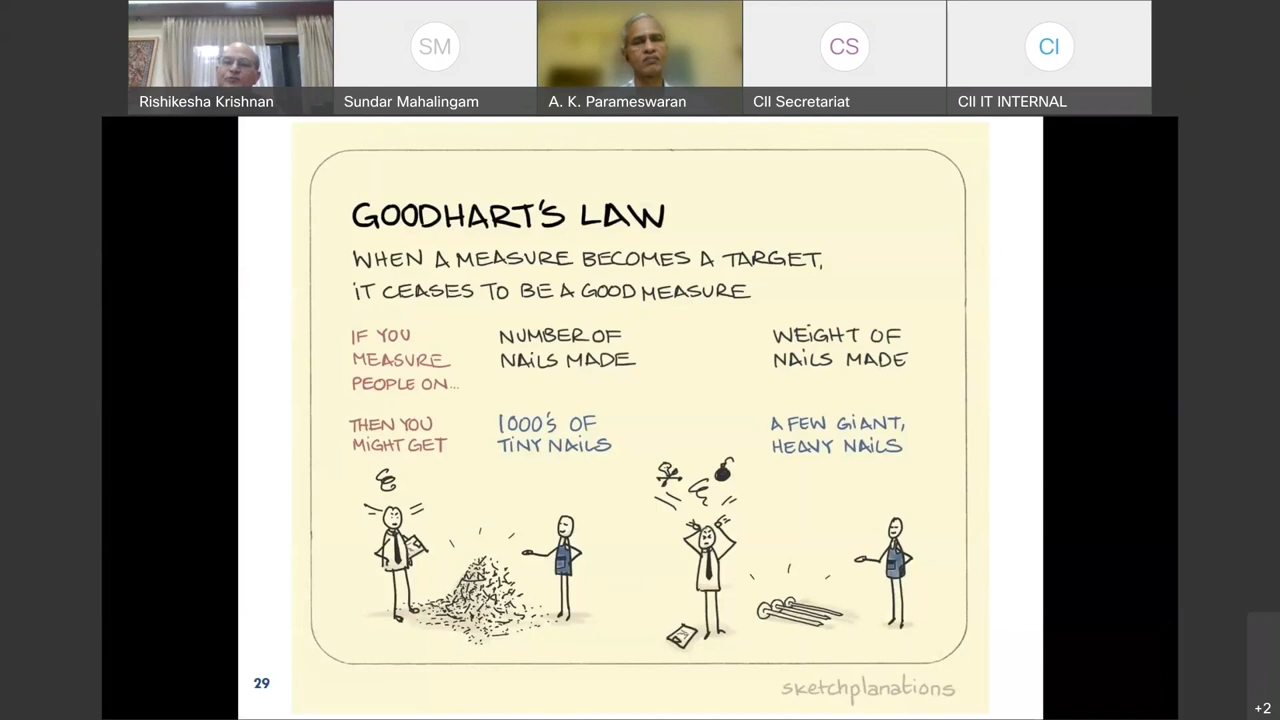 SM
CS
CI
Rishikesha Krishnan
Sundar Mahalingam
A. K. Parameswaran
CII Secretariat
CII IT INTERNAL
GOODHART'S LAW
WHEN A MEASURE BECOMES A TARGET,
IT CEASES TO BE A GOOD MEASURE
IF YOU
MEASURE
PEOPLE ON...
NUMBER OF
NAILS MADE
WEIGHT OF
NAILS MADE
THEN YOU
MIGHT GET
1000'S OF
TINY NAILS
A FEW GIANT,
HEAVY NAILS
29
sketchplanations
+2